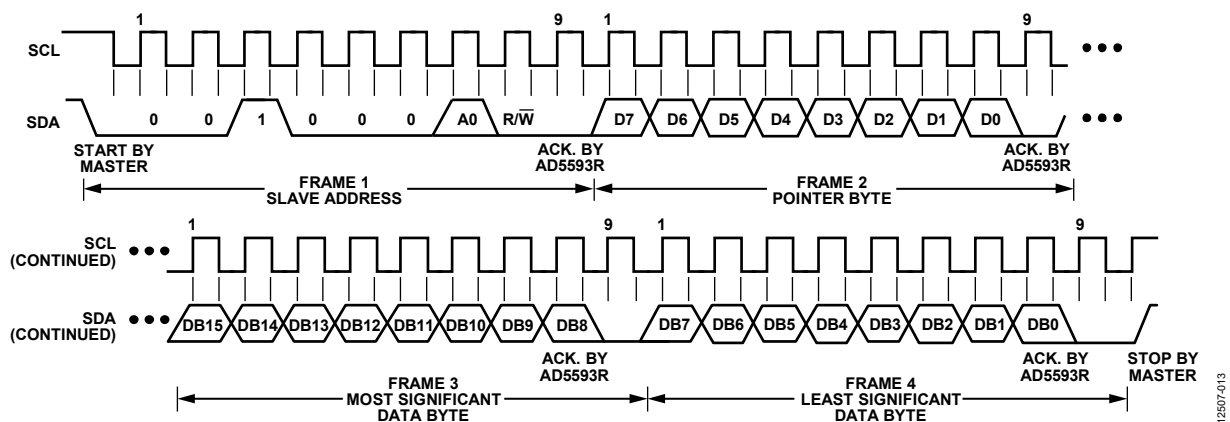 1 9 1 9
SCL
SDA 0 0 1 0 0 0 A0 R/W̅ D7 D6 D5 D4 D3 D2 D1 D0
START BY MASTER
ACK. BY AD5593R
ACK. BY AD5593R
FRAME 1
SLAVE ADDRESS
FRAME 2
POINTER BYTE
1 9 1 9
SCL
(CONTINUED)
SDA
(CONTINUED)
DB15 DB14 DB13 DB12 DB11 DB10 DB9 DB8 DB7 DB6 DB5 DB4 DB3 DB2 DB1 DB0
ACK. BY
AD5593R
ACK. BY
AD5593R
STOP BY
MASTER
FRAME 3
MOST SIGNIFICANT
DATA BYTE
FRAME 4
LEAST SIGNIFICANT
DATA BYTE
12507-013